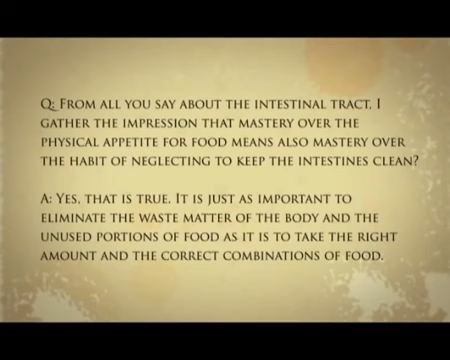 Q: From all you say about the intestinal tract, I
gather the impression that mastery over the
physical appetite for food means also mastery over
the habit of neglecting to keep the intestines clean?
A: Yes, that is true. It is just as important to
eliminate the waste matter of the body and the
unused portions of food as it is to take the right
amount and the correct combinations of food.